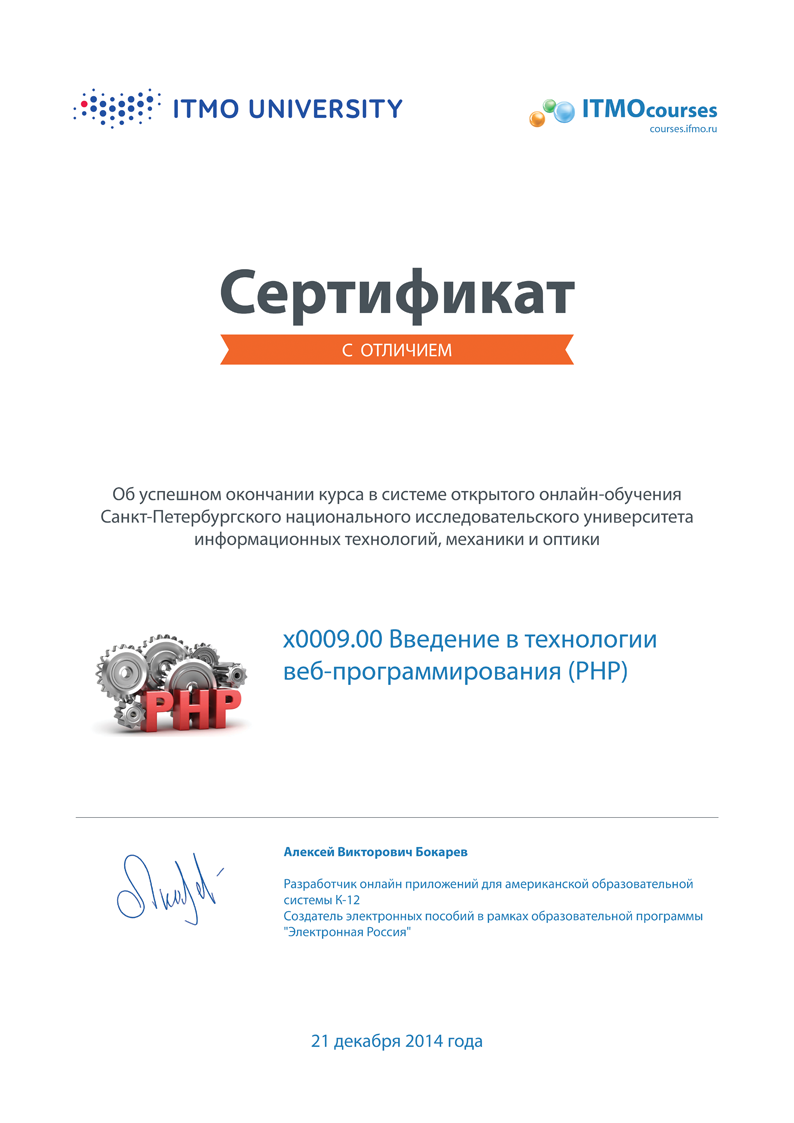 ITMO UNIVERSITY
ITMOcourses
courses.ifmo.ru
Сертификат
С ОТЛИЧИЕМ
Об успешном окончании курса в системе открытого онлайн-обучения
Санкт-Петербургского национального исследовательского университета
информационных технологий, механики и оптики
PHP
x0009.00 Введение в технологии
веб-программирования (PHP)
Алексей Викторович Бокарев
Разработчик онлайн приложений для американской образовательной
системы К-12
Создатель электронных пособий в рамках образовательной программы
"Электронная Россия"
21 декабря 2014 года